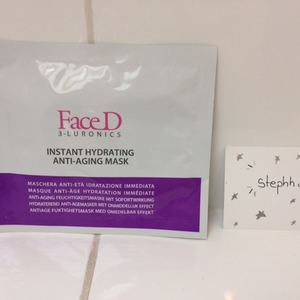 FaceD
3-LURONICS
INSTANT HYDRATING
ANTI-AGING MASK
MASCHERA ANTI-ETÀ IDRATAZIONE IMMEDIATA
MASQUE ANTI-ÂGE HYDRATATION IMMÉDIATE
ANTI-AGING FEUCHTIGKEITSMASKE MIT SOFORTWIRKUNG
HYDRATEREND ANTI-AGEMASKER MET ONMIDDELLIJK EFFECT
ANTIAGE FUKTIGHETSMASK MED OMEDELBAR EFFEKT
stephh